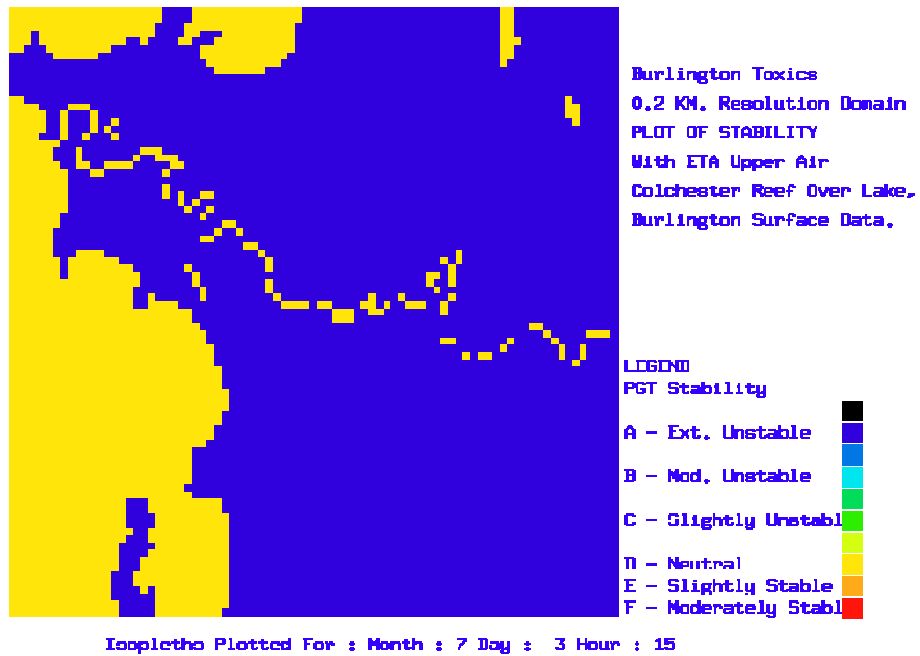 Burlington Toxics
0.2 KM. Resolution Domain
PLOT OF STABILITY
With ETA Upper Air
Colchester Reef Over Lake.
Burlington Surface Data.
LEGEND
PGT Stability
A - Ext. Unstable
B - Mod. Unstable
C - Slightly Unstabl
D - Neutral
E - Slightly Stable
F - Moderately Stabl
Isopleths Plotted For : Month : 7 Day : 3 Hour : 15